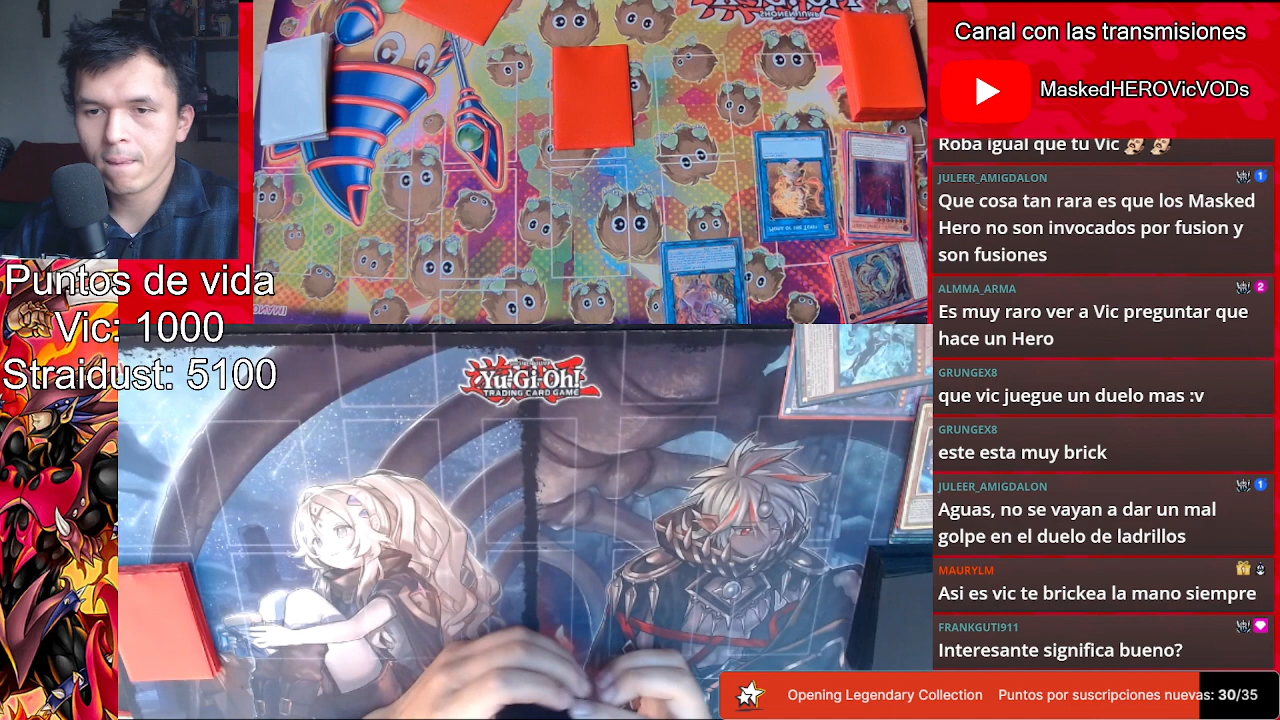 Canal con las transmisiones
MaskedHEROVicVODs
Roba igual que tu Vic
JULEER_AMIGDALON
1
Que cosa tan rara es que los Masked
Hero no son invocados por fusion y
son fusiones
ALMMA_ARMA
2
Es muy raro ver a Vic preguntar que
hace un Hero
GRUNGEX8
que vic juegue un duelo mas :v
GRUNGEX8
este esta muy brick
JULEER_AMIGDALON
1
Aguas, no se vayan a dar un mal
golpe en el duelo de ladrillos
MAURYLM
Asi es vic te brickea la mano siempre
FRANKGUTI911
Interesante significa bueno?
Puntos de vida
Vic: 1000
Straidust: 5100
Yu-Gi-Oh!
TRADING CARD GAME
Opening Legendary Collection
Puntos por suscripciones nuevas: 30/35